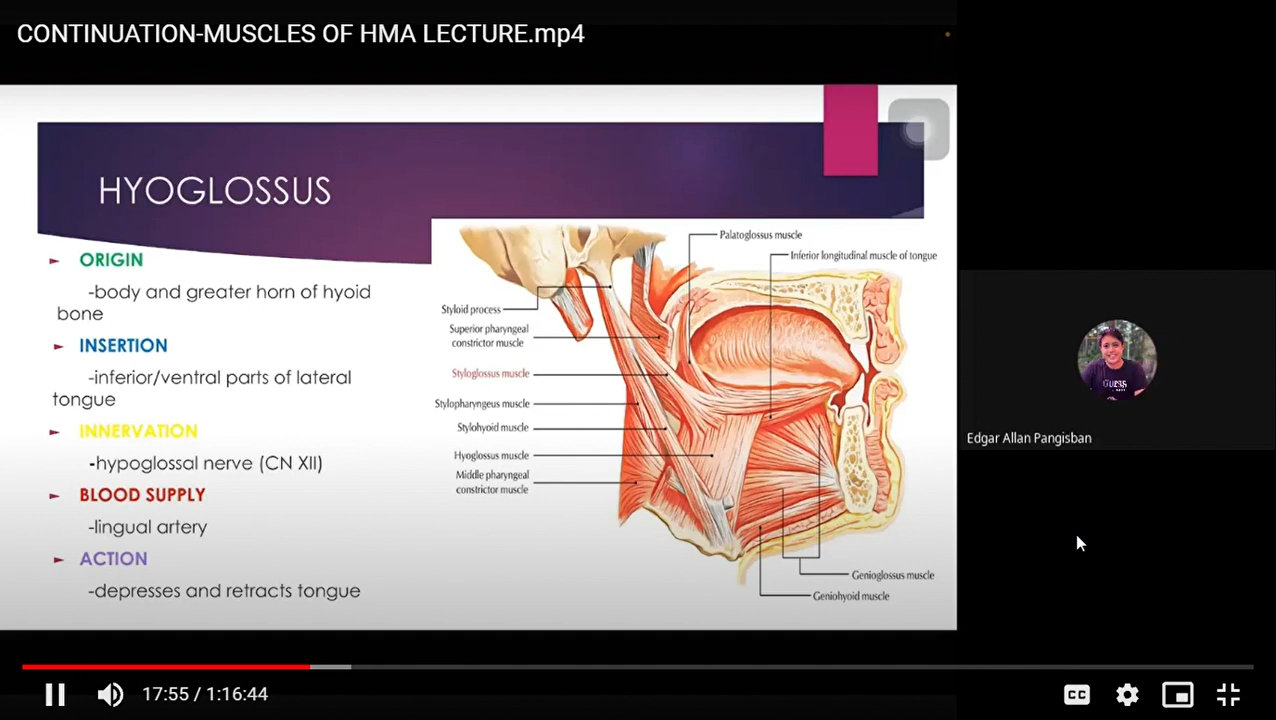 CONTINUATION-MUSCLES OF HMA LECTURE.mp4
HYOGLOSSUS
ORIGIN
-body and greater horn of hyoid
bone
INSERTION
-inferior/ventral parts of lateral
tongue
INNERVATION
-hypoglossal nerve (CN XII)
BLOOD SUPPLY
-lingual artery
ACTION
-depresses and retracts tongue
Palatoglossus muscle
Inferior longitudinal muscle of tongue
Styloid process
Superior pharyngeal
constrictor muscle
Styloglossus muscle
Stylopharyngeus muscle
Stylohyoid muscle
Hyoglossus muscle
Middle pharyngeal
constrictor muscle
Genioglossus muscle
Geniohyoid muscle
GUESS
Edgar Allan Pangisban
17:55 / 1:16:44
CC